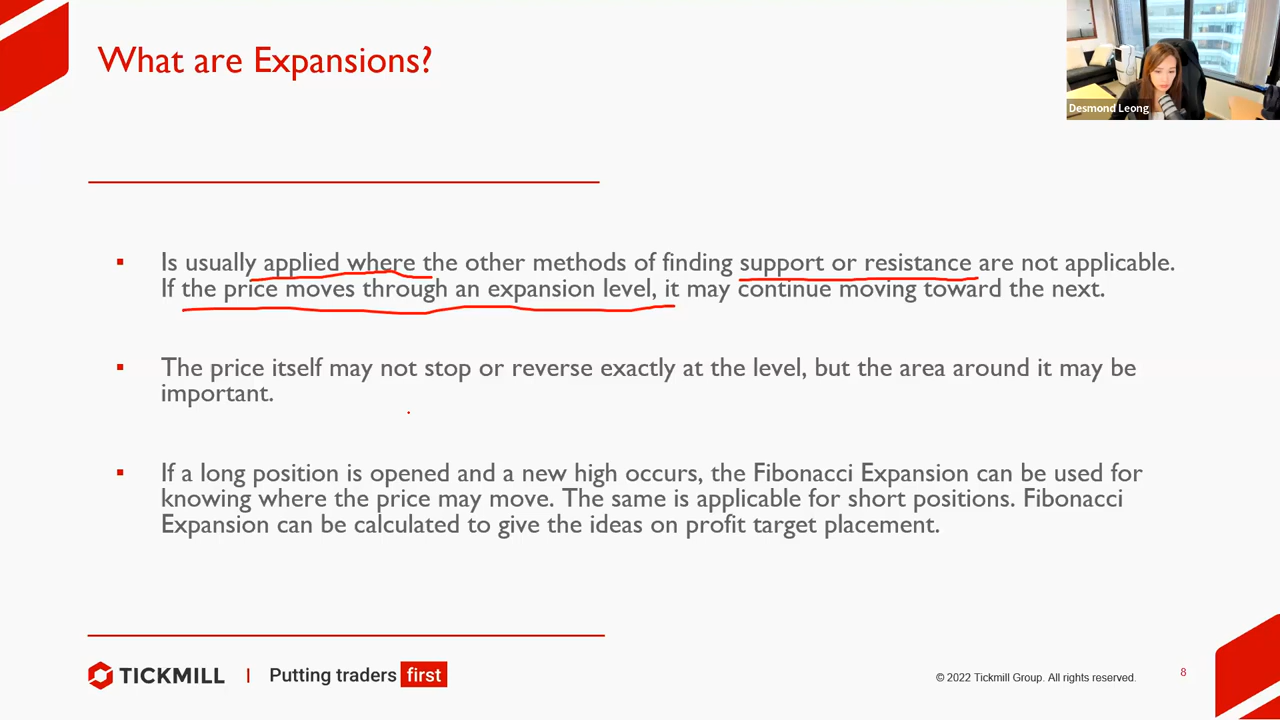 What are Expansions?
Desmond Leong
Is usually applied where the other methods of finding support or resistance are not applicable.
If the price moves through an expansion level, it may continue moving toward the next.
The price itself may not stop or reverse exactly at the level, but the area around it may be
important.
If a long position is opened and a new high occurs, the Fibonacci Expansion can be used for
knowing where the price may move. The same is applicable for short positions. Fibonacci
Expansion can be calculated to give the ideas on profit target placement.
TICKMILL | Putting traders first
© 2022 Tickmill Group. All rights reserved.
8